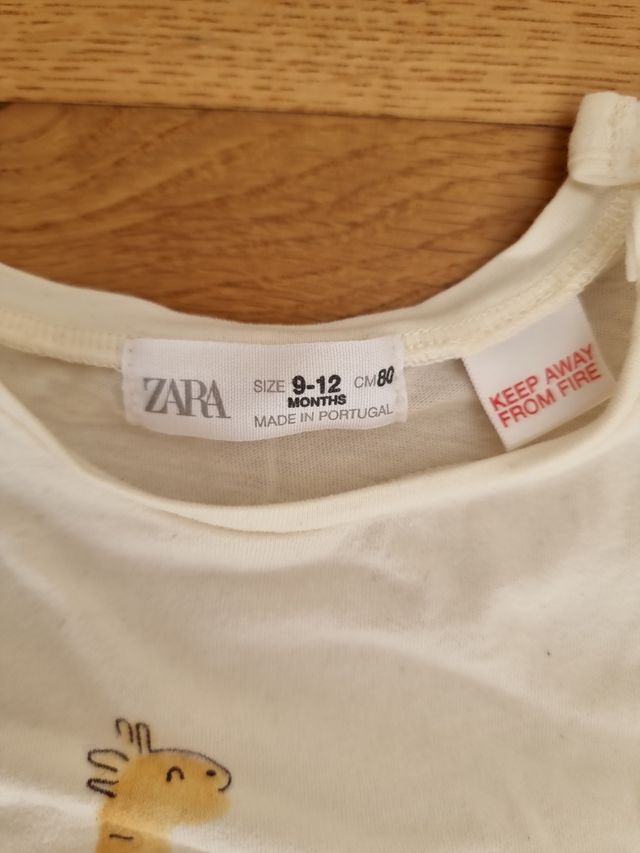 ZARA
SIZE 9-12 CM 80
MONTHS
MADE IN PORTUGAL
KEEP AWAY
FROM FIRE